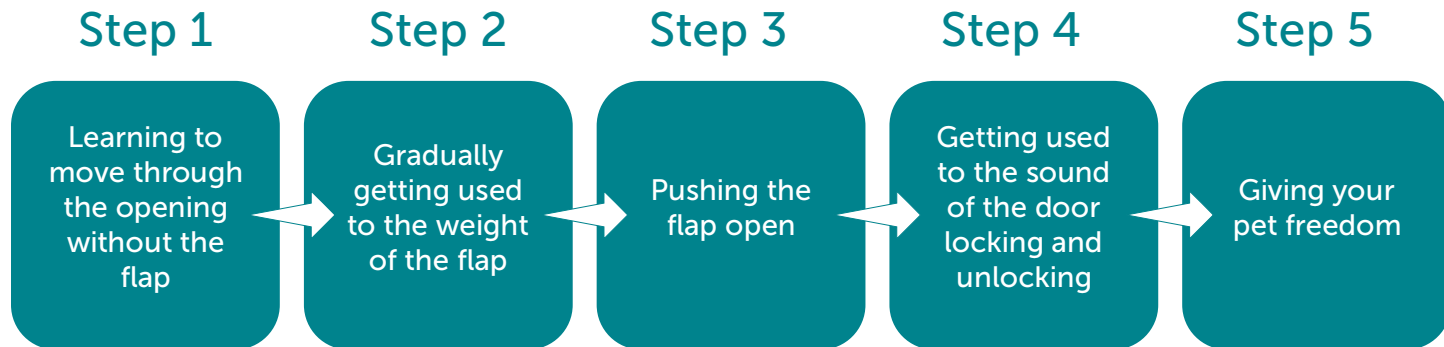 Step 1
Step 2
Step 3
Step 4
Step 5
Learning to
move through
the opening
without the
flap
Gradually
getting used
to the weight
of the flap
Pushing the
flap open
Getting used
to the sound
of the door
locking and
unlocking
Giving your
pet freedom